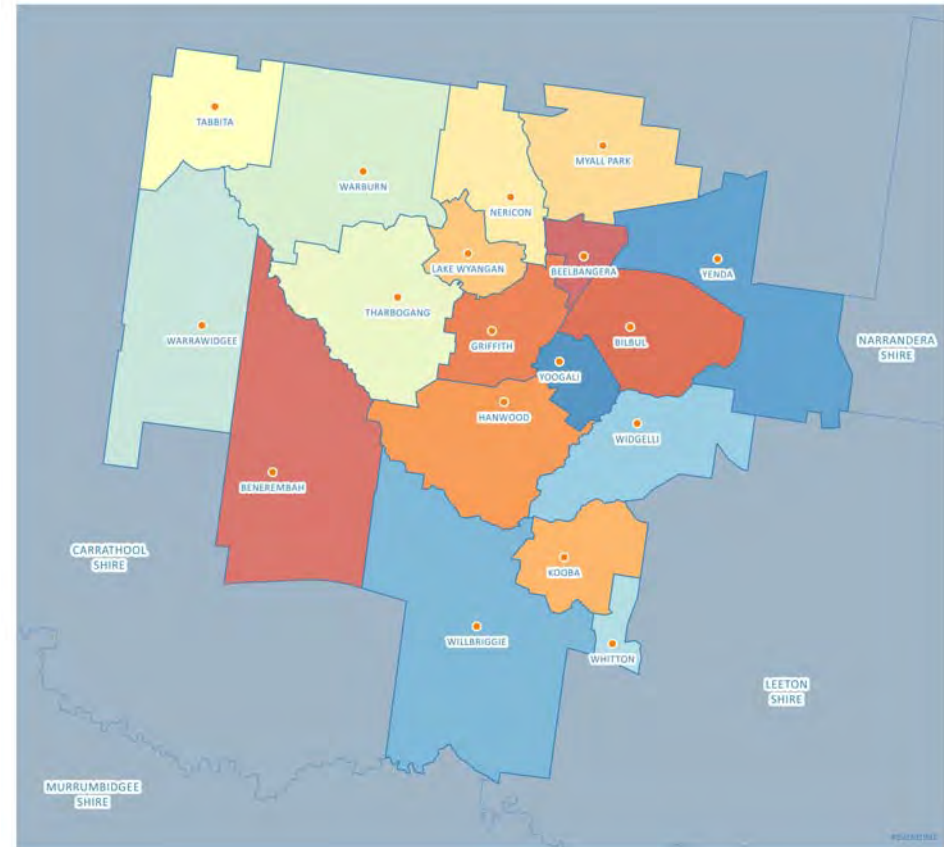 TABBITA
WARBURN
MYALL PARK
NERICON
LAKE WYANGAN
BEELBANGERA
YENDA
THARBOGANG
WARRAWIDGEE
GRIFFITH
BILBUL
NARRANDERA
SHIRE
YOOGALI
HANWOOD
WIDGELLI
BENEREMBAH
CARRATHOOL
SHIRE
KOOBA
WILLBRIGGIE
WHITTON
LEETON
SHIRE
MURRUMBIDGEE
SHIRE